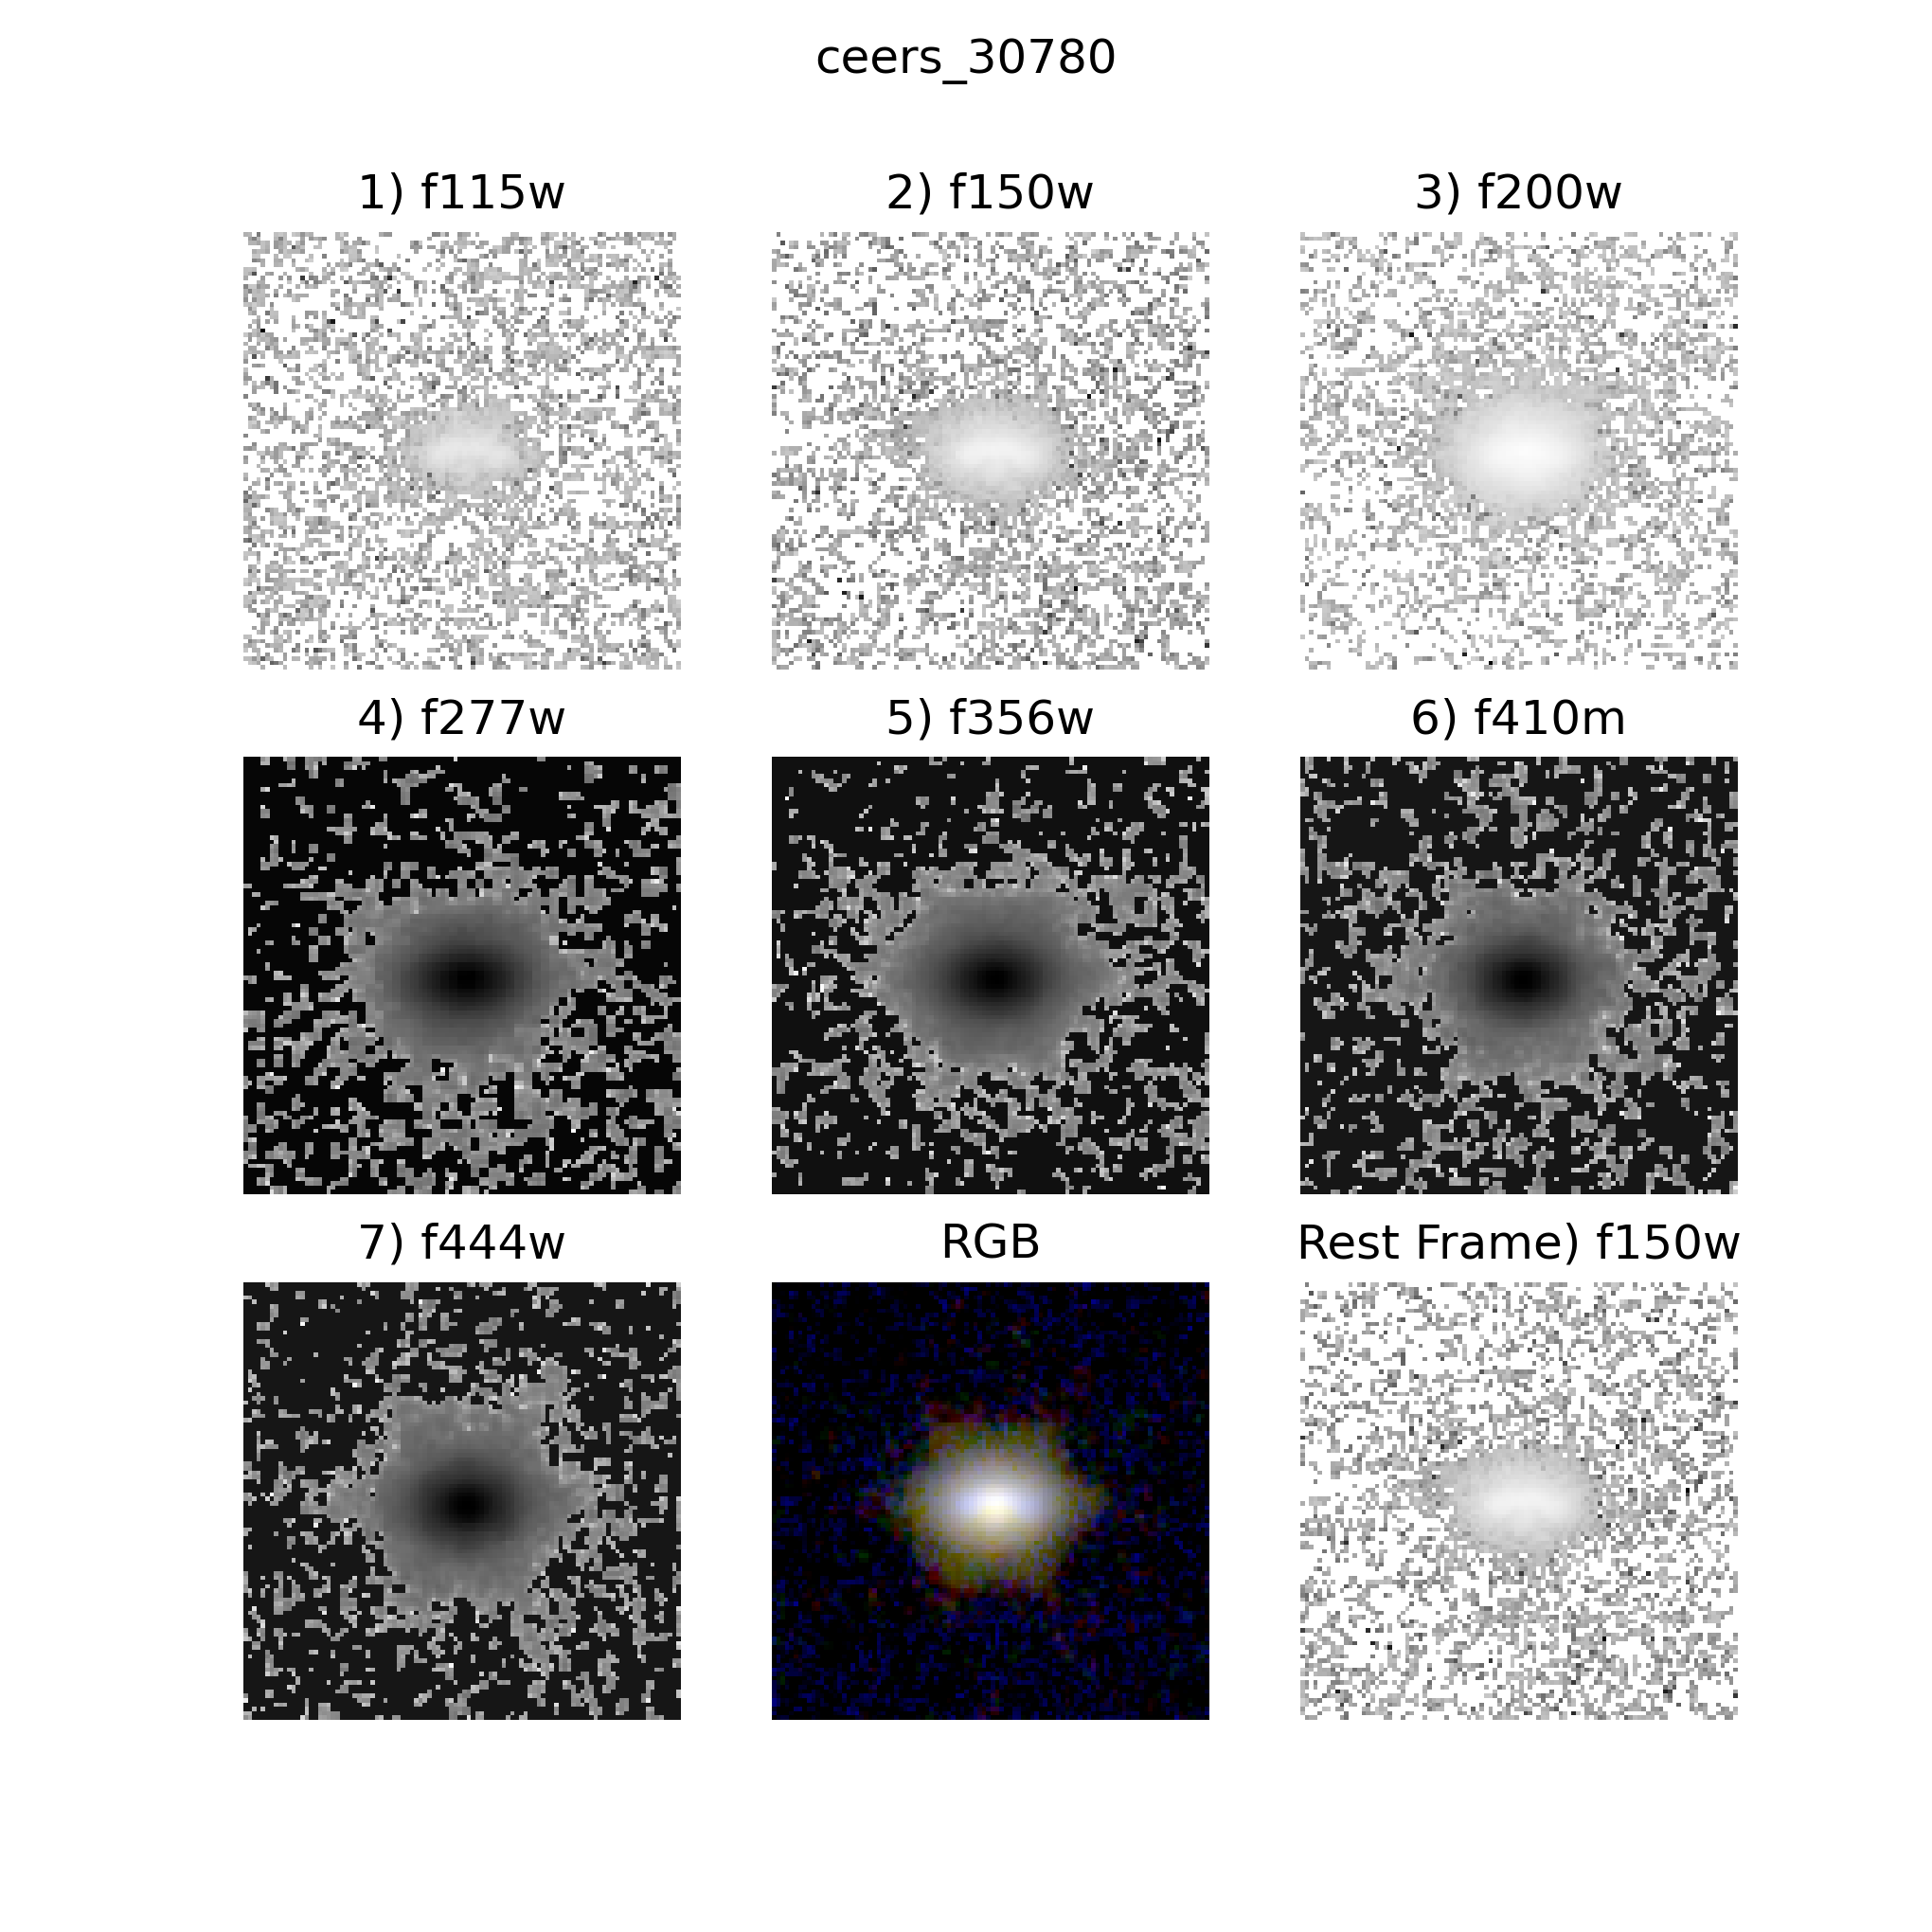 ceers_30780
1) f115w
2) f150w
3) f200w
4) f277w
5) f356w
6) f410m
7) f444w
RGB
Rest Frame) f150w